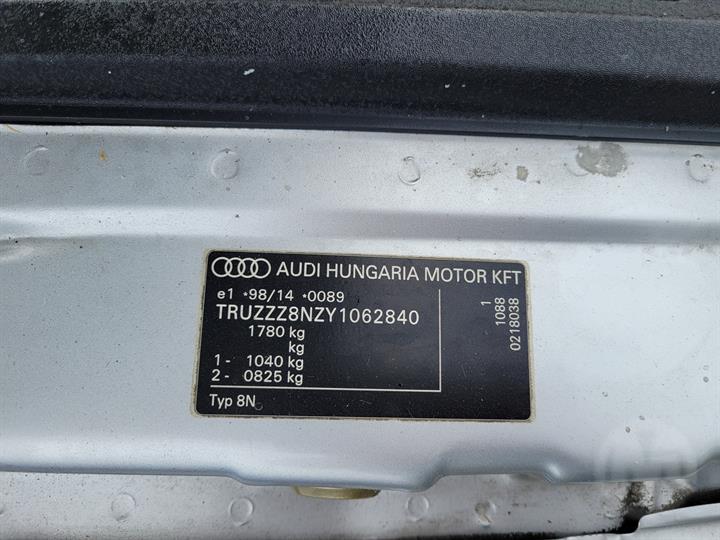 AUDI HUNGARIA MOTOR KFT
e1 *98/14 *0089
TRUZZZ8NZY1062840
1780 kg
kg
1 - 1040 kg
2 - 0825 kg
Typ 8N
1
1088
0218038